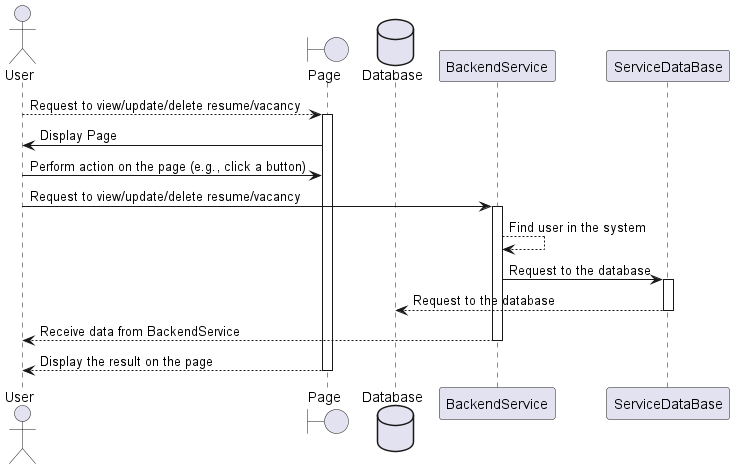 User
Page
Database
BackendService
ServiceDataBase
Request to view/update/delete resume/vacancy
Display Page
Perform action on the page (e.g., click a button)
Request to view/update/delete resume/vacancy
Find user in the system
Request to the database
Request to the database
Receive data from BackendService
Display the result on the page
User
Page
Database
BackendService
ServiceDataBase